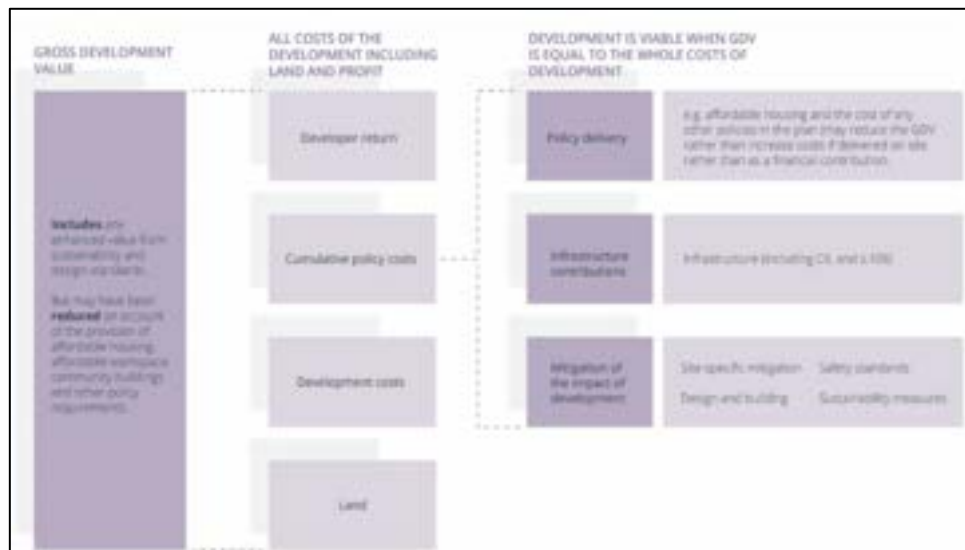 GROSS DEVELOPMENT
VALUE
Includes any
enhanced value from
sustainability and
design standards.
But may have been
reduced on account
of the provision of
affordable housing,
affordable workspace
community buildings
and other policy
requirements.
ALL COSTS OF THE
DEVELOPMENT INCLUDING
LAND AND PROFIT
Developer return
Cumulative policy costs
Development costs
Land
DEVELOPMENT IS VIABLE WHEN GDV
IS EQUAL TO THE WHOLE COSTS OF
DEVELOPMENT
Policy delivery
e.g. affordable housing and the cost of any
other policies in the plan (may reduce the GDV
rather than increase costs if delivered on site
rather than as a financial contribution.
Infrastructure
contributions
Infrastructure (including CIL and s.106)
Mitigation of
the impact of
development
Site-specific mitigation
Safety standards
Design and building
Sustainability measures